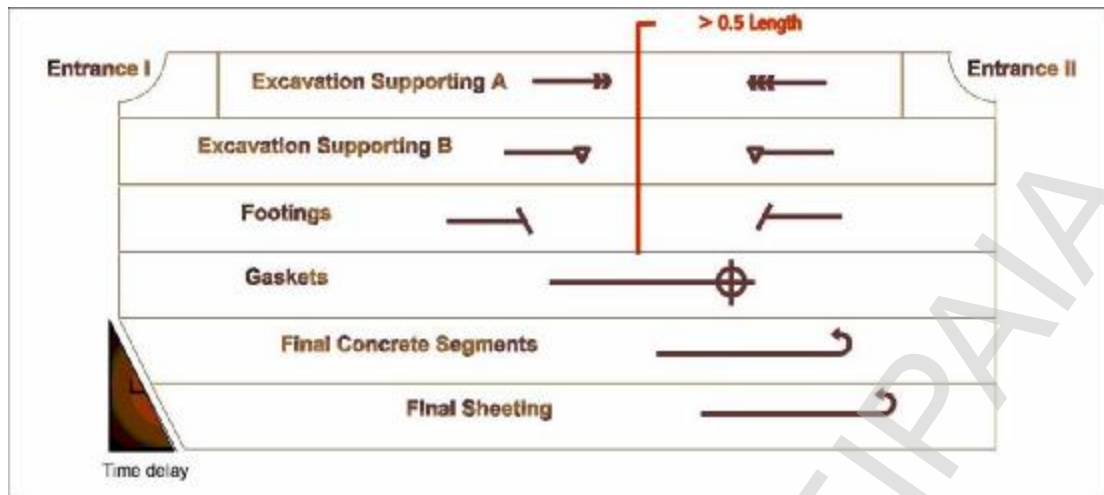 > 0.5 Length
Entrance I
Entrance II
Excavation Supporting A
Excavation Supporting B
Footings
Gaskets
Final Concrete Segments
Final Sheeting
Time delay